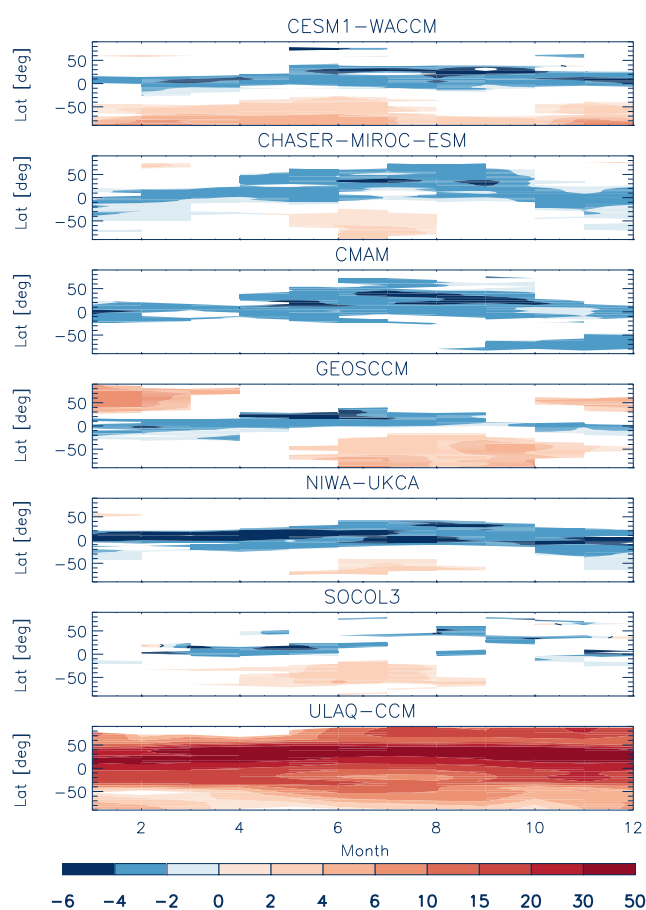 CESM1−WACCM
Lat [deg]
50
0
−50
CHASER−MIROC−ESM
Lat [deg]
50
0
−50
CMAM
Lat [deg]
50
0
−50
GEOSCCM
Lat [deg]
50
0
−50
NIWA−UKCA
Lat [deg]
50
0
−50
SOCOL3
Lat [deg]
50
0
−50
ULAQ−CCM
Lat [deg]
50
0
−50
2 4 6 8 10 12
Month
−6 −4 −2 0 2 4 6 10 15 20 30 50